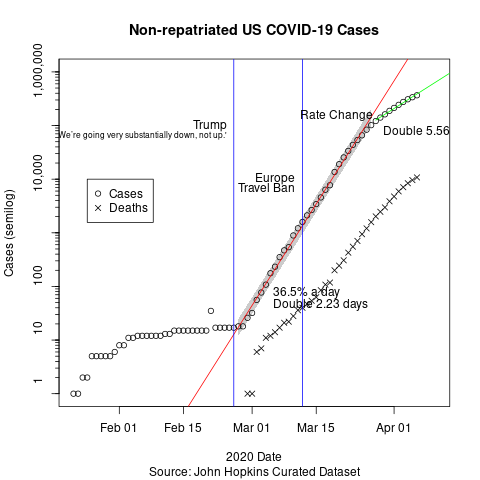 Non-repatriated US COVID-19 Cases
1,000,000
10,000
100
10
1
Cases (semilog)
Trump
'We're going very substantially down, not up.'
Europe
Travel Ban
Rate Change
Double 5.56
Cases
Deaths
36.5% a day
Double 2.23 days
Feb 01
Feb 15
Mar 01
Mar 15
Apr 01
2020 Date
Source: John Hopkins Curated Dataset